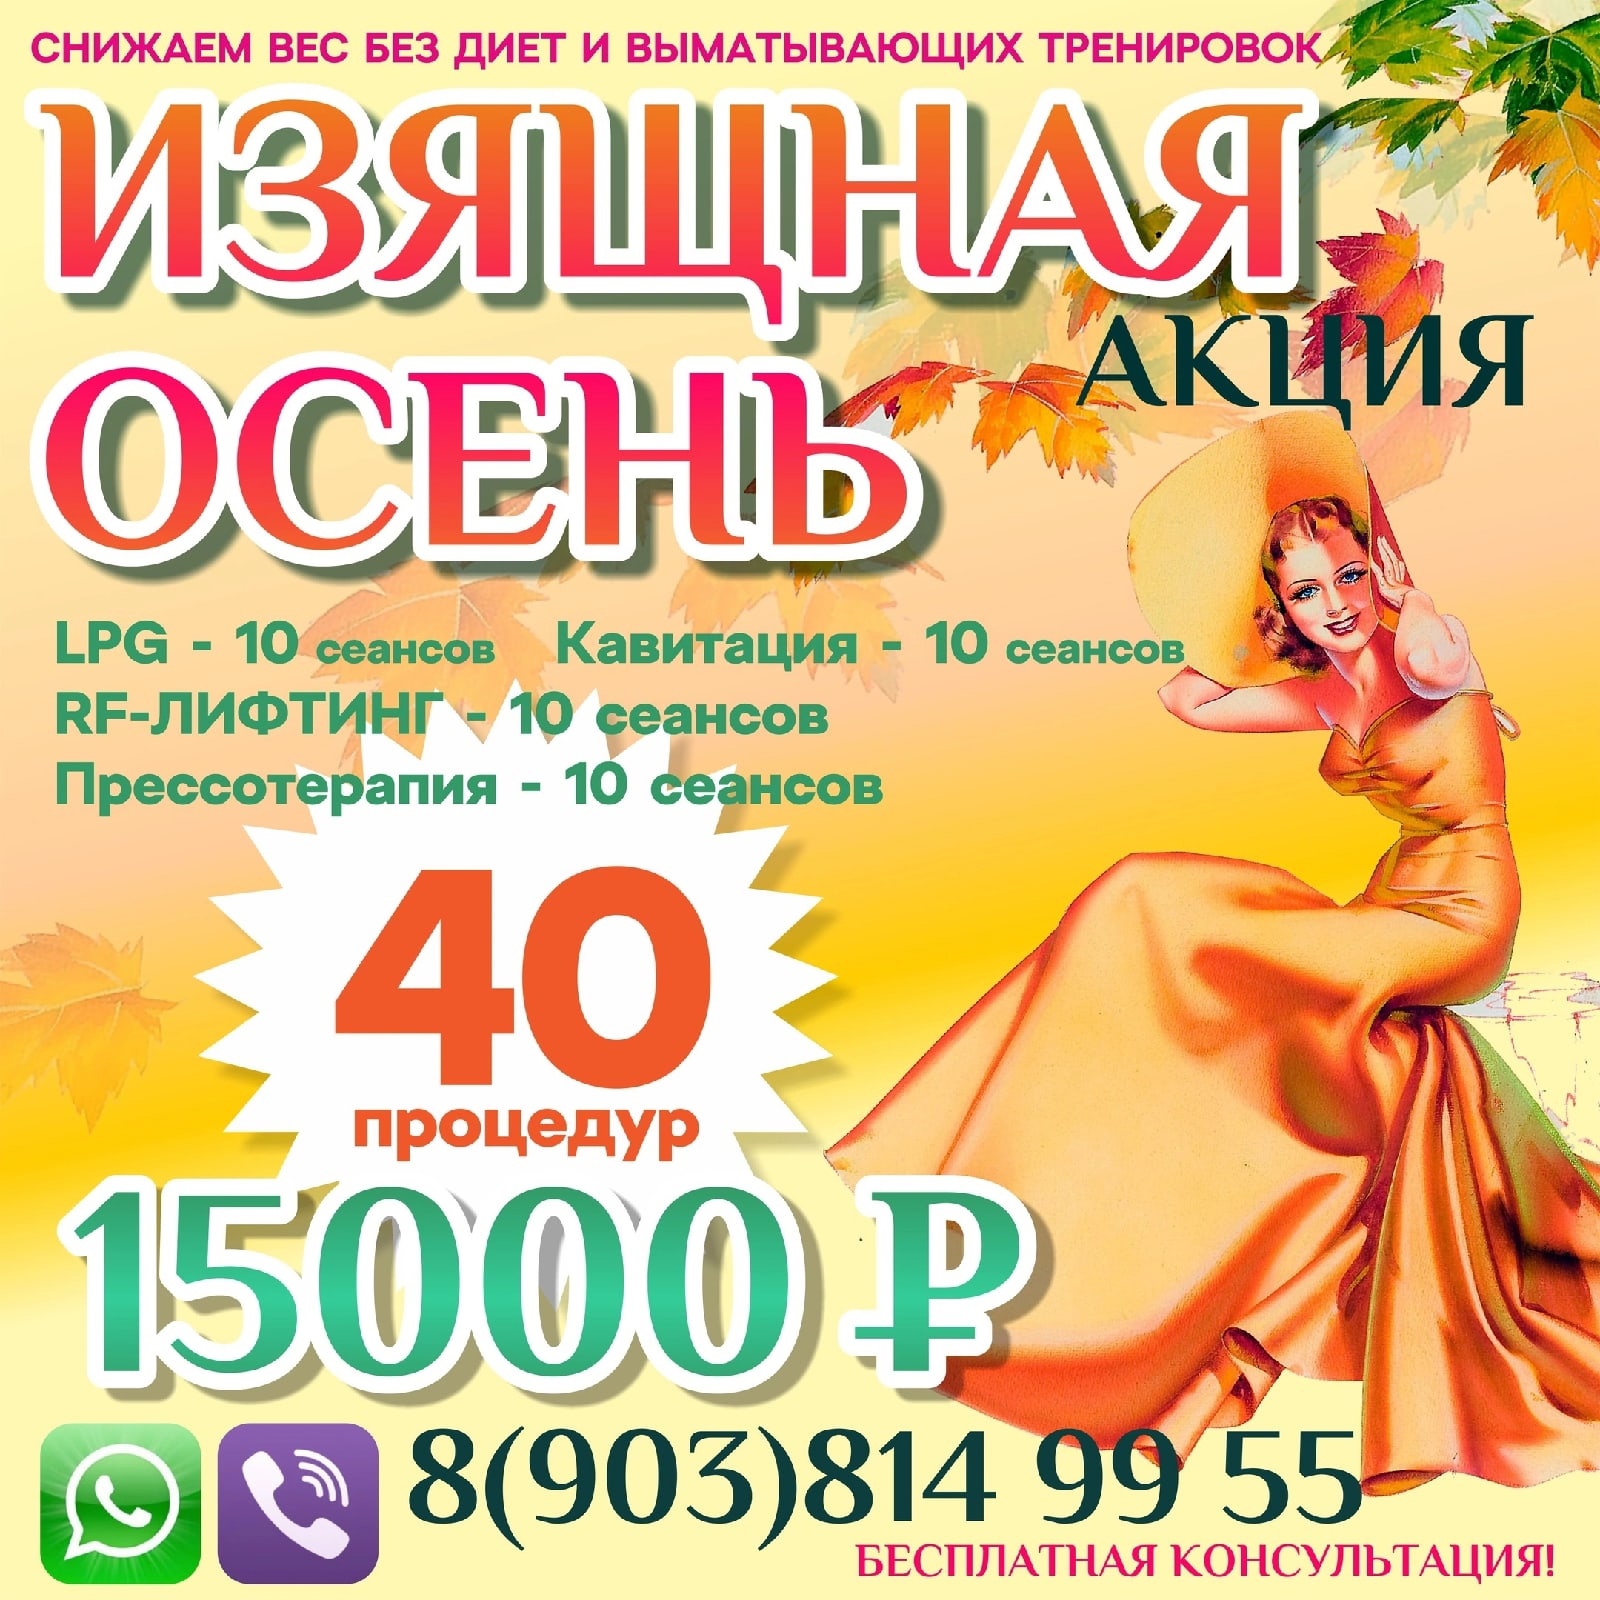 СНИЖАЕМ ВЕС БЕЗ ДИЕТ И ВЫМАТЫВАЮЩИХ ТРЕНИРОВОК
ИЗЯЩНАЯ
ОСЕНЬ
АКЦИЯ
LPG - 10 сеансов Кавитация - 10 сеансов
RF-ЛИФТИНГ - 10 сеансов
Прессотерапия - 10 сеансов
40
процедур
15000 ₽
8(903)814 99 55
БЕСПЛАТНАЯ КОНСУЛЬТАЦИЯ!